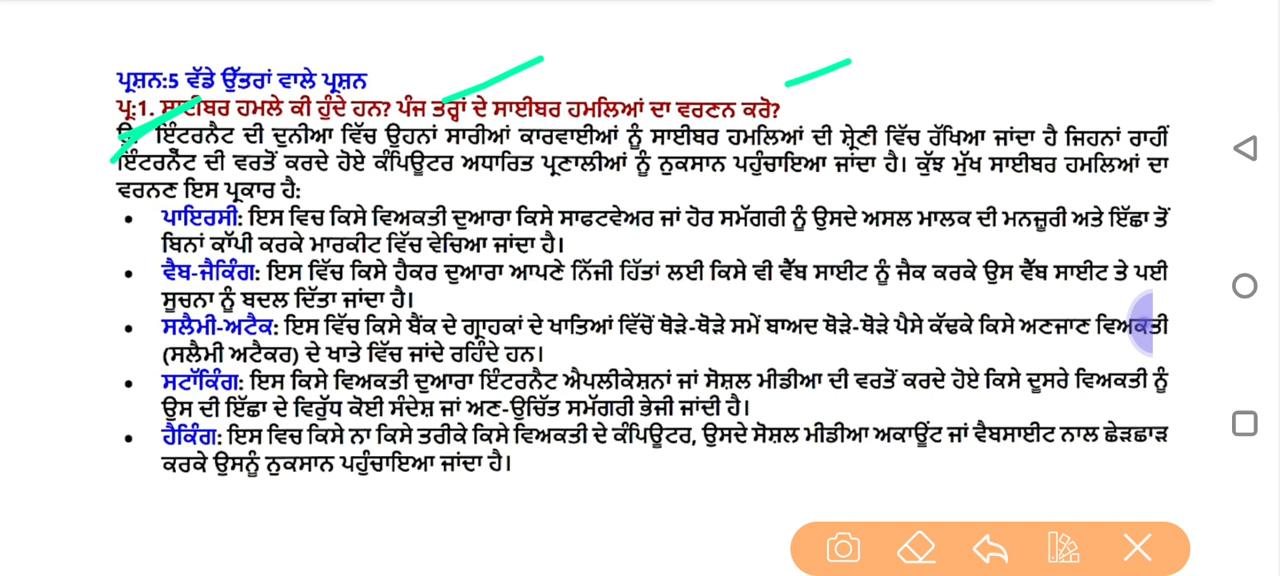 ਪ੍ਰਸ਼ਨ:5 ਵੱਡੇ ਉੱਤਰਾਂ ਵਾਲੇ ਪ੍ਰਸ਼ਨ
ਪ੍ਰ:1. ਸਾਈਬਰ ਹਮਲੇ ਕੀ ਹੁੰਦੇ ਹਨ? ਪੰਜ ਤਰ੍ਹਾਂ ਦੇ ਸਾਈਬਰ ਹਮਲਿਆਂ ਦਾ ਵਰਣਨ ਕਰੋ?
ਉ. ਇੰਟਰਨੈਟ ਦੀ ਦੁਨੀਆ ਵਿੱਚ ਉਹਨਾਂ ਸਾਰੀਆਂ ਕਾਰਵਾਈਆਂ ਨੂੰ ਸਾਈਬਰ ਹਮਲਿਆਂ ਦੀ ਸ਼੍ਰੇਣੀ ਵਿੱਚ ਰੱਖਿਆ ਜਾਂਦਾ ਹੈ ਜਿਹਨਾਂ ਰਾਹੀਂ
ਇੰਟਰਨੈਟ ਦੀ ਵਰਤੋਂ ਕਰਦੇ ਹੋਏ ਕੰਪਿਊਟਰ ਅਧਾਰਿਤ ਪ੍ਰਣਾਲੀਆਂ ਨੂੰ ਨੁਕਸਾਨ ਪਹੁੰਚਾਇਆ ਜਾਂਦਾ ਹੈ। ਕੁੱਝ ਮੁੱਖ ਸਾਈਬਰ ਹਮਲਿਆਂ ਦਾ
ਵਰਨਣ ਇਸ ਪ੍ਰਕਾਰ ਹੈ:
• ਪਾਇਰਸੀ: ਇਸ ਵਿਚ ਕਿਸੇ ਵਿਅਕਤੀ ਦੁਆਰਾ ਕਿਸੇ ਸਾਫਟਵੇਅਰ ਜਾਂ ਹੋਰ ਸਮੱਗਰੀ ਨੂੰ ਉਸਦੇ ਅਸਲ ਮਾਲਕ ਦੀ ਮਨਜ਼ੂਰੀ ਅਤੇ ਇੱਛਾ ਤੋਂ
ਬਿਨਾਂ ਕਾੱਪੀ ਕਰਕੇ ਮਾਰਕੀਟ ਵਿੱਚ ਵੇਚਿਆ ਜਾਂਦਾ ਹੈ।
• ਵੈਬ-ਜੈਕਿੰਗ: ਇਸ ਵਿੱਚ ਕਿਸੇ ਹੈਕਰ ਦੁਆਰਾ ਆਪਣੇ ਨਿੱਜੀ ਹਿੱਤਾਂ ਲਈ ਕਿਸੇ ਵੀ ਵੈੱਬ ਸਾਈਟ ਨੂੰ ਜੈਕ ਕਰਕੇ ਉਸ ਵੈੱਬ ਸਾਈਟ ਤੇ ਪਈ
ਸੂਚਨਾ ਨੂੰ ਬਦਲ ਦਿੱਤਾ ਜਾਂਦਾ ਹੈ।
• ਸਲੈਮੀ-ਅਟੈਕ: ਇਸ ਵਿੱਚ ਕਿਸੇ ਬੈਂਕ ਦੇ ਗ੍ਰਾਹਕਾਂ ਦੇ ਖਾਤਿਆਂ ਵਿੱਚੋਂ ਥੋੜੇ-ਥੋੜੇ ਸਮੇਂ ਬਾਅਦ ਥੋੜੇ-ਥੋੜੇ ਪੈਸੇ ਕੱਢਕੇ ਕਿਸੇ ਅਣਜਾਣ ਵਿਅਕਤੀ
(ਸਲੈਮੀ ਅਟੈਕਰ) ਦੇ ਖਾਤੇ ਵਿੱਚ ਜਾਂਦੇ ਰਹਿੰਦੇ ਹਨ।
• ਸਟਾੱਕਿੰਗ: ਇਸ ਕਿਸੇ ਵਿਅਕਤੀ ਦੁਆਰਾ ਇੰਟਰਨੈਟ ਐਪਲੀਕੇਸ਼ਨਾਂ ਜਾਂ ਸੋਸ਼ਲ ਮੀਡੀਆ ਦੀ ਵਰਤੋਂ ਕਰਦੇ ਹੋਏ ਕਿਸੇ ਦੂਸਰੇ ਵਿਅਕਤੀ ਨੂੰ
ਉਸ ਦੀ ਇੱਛਾ ਦੇ ਵਿਰੁੱਧ ਕੋਈ ਸੰਦੇਸ਼ ਜਾਂ ਅਣ-ਉਚਿੱਤ ਸਮੱਗਰੀ ਭੇਜੀ ਜਾਂਦੀ ਹੈ।
• ਹੈਕਿੰਗ: ਇਸ ਵਿਚ ਕਿਸੇ ਨਾ ਕਿਸੇ ਤਰੀਕੇ ਕਿਸੇ ਵਿਅਕਤੀ ਦੇ ਕੰਪਿਊਟਰ, ਉਸਦੇ ਸੋਸ਼ਲ ਮੀਡੀਆ ਅਕਾਊਂਟ ਜਾਂ ਵੈਬਸਾਈਟ ਨਾਲ ਛੇੜਛਾੜ
ਕਰਕੇ ਉਸਨੂੰ ਨੁਕਸਾਨ ਪਹੁੰਚਾਇਆ ਜਾਂਦਾ ਹੈ।